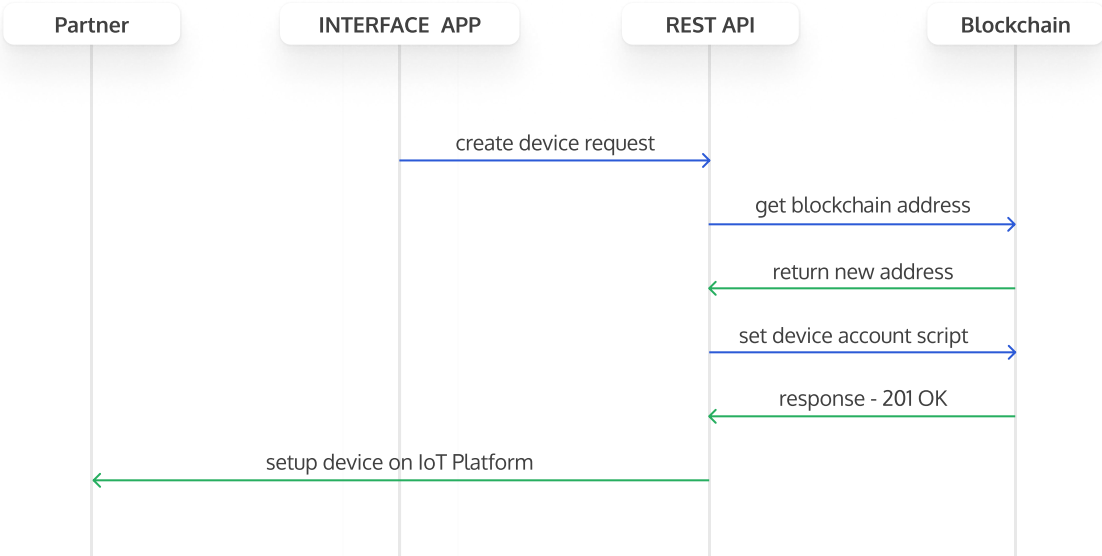 Partner
INTERFACE APP
REST API
Blockchain
create device request
get blockchain address
return new address
set device account script
response - 201 OK
setup device on IoT Platform